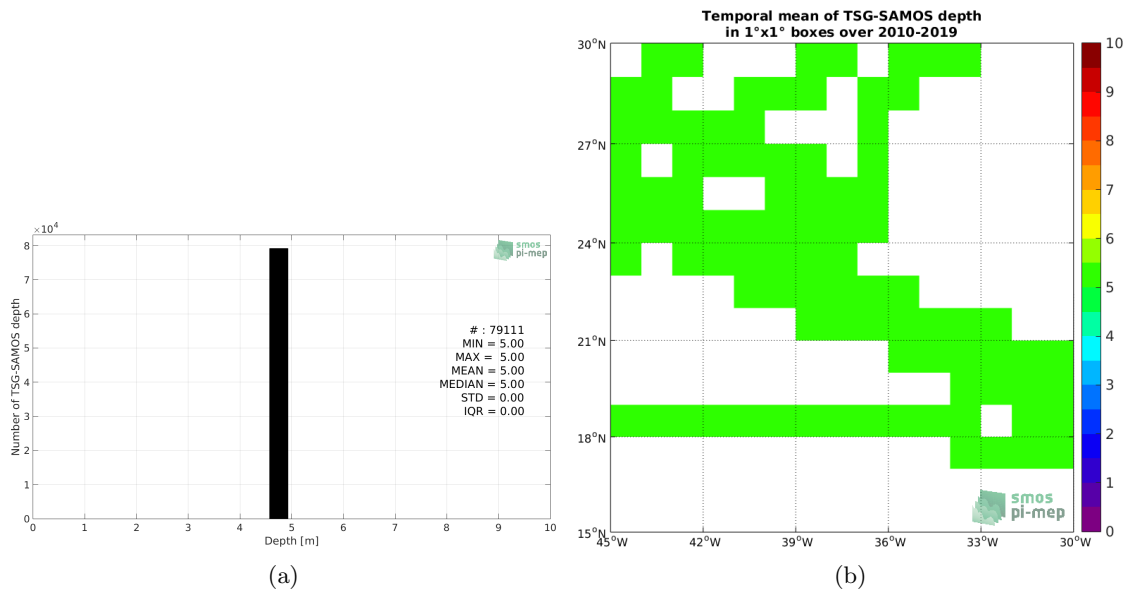 ×10⁴
8
7
6
5
4
3
2
1
0
Number of TSG-SAMOS depth
0 1 2 3 4 5 6 7 8 9 10
Depth [m]
smos
pi-mep
# : 79111
MIN = 5.00
MAX = 5.00
MEAN = 5.00
MEDIAN = 5.00
STD = 0.00
IQR = 0.00
(a)
Temporal mean of TSG-SAMOS depth
in 1°x1° boxes over 2010-2019
30°N
27°N
24°N
21°N
18°N
15°N
45°W 42°W 39°W 36°W 33°W 30°W
smos
pi-mep
10
9
8
7
6
5
4
3
2
1
0
(b)